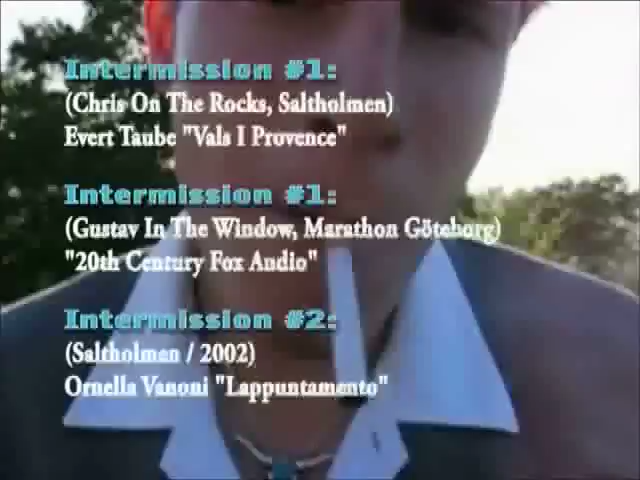 Intermission #1:
(Chris On The Rocks, Saltholmen)
Evert Taube "Vals I Provence"
Intermission #1:
(Gustav In The Window, Marathon Göteborg)
"20th Century Fox Audio"
Intermission #2:
(Saltholmen / 2002)
Ornella Vanoni "Lappuntamento"